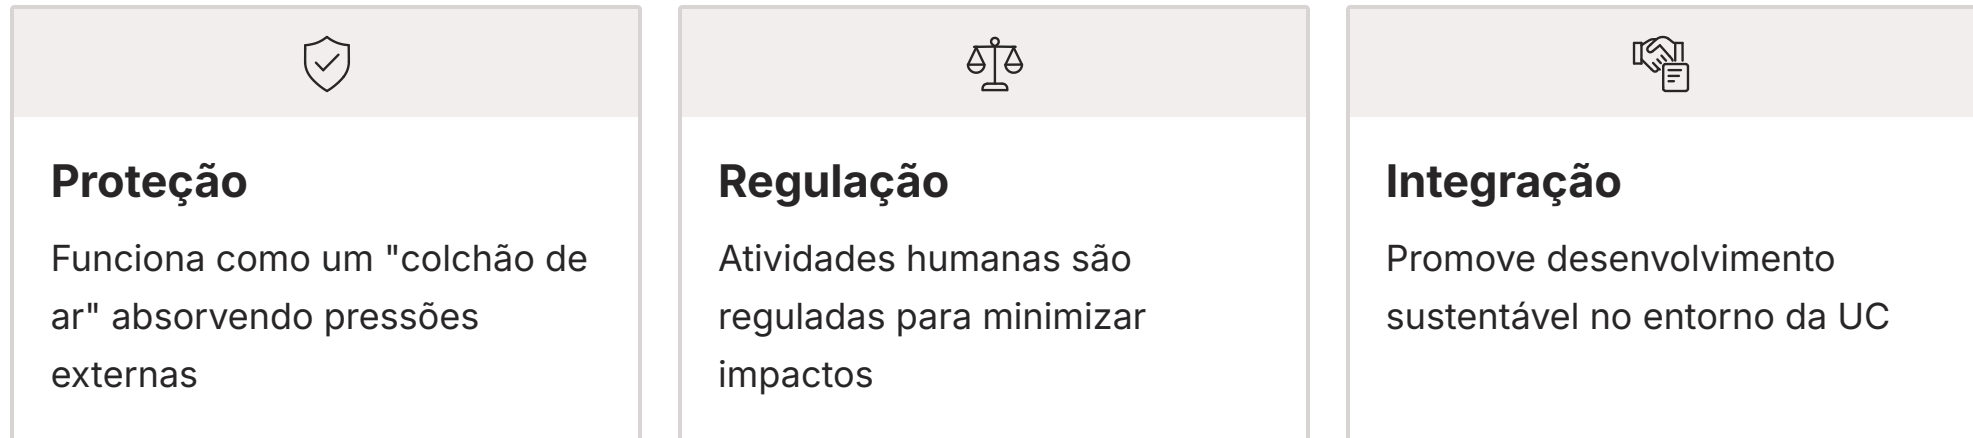 Proteção
Funciona como um "colchão de
ar" absorvendo pressões
externas
Regulação
Atividades humanas são
reguladas para minimizar
impactos
Integração
Promove desenvolvimento
sustentável no entorno da UC